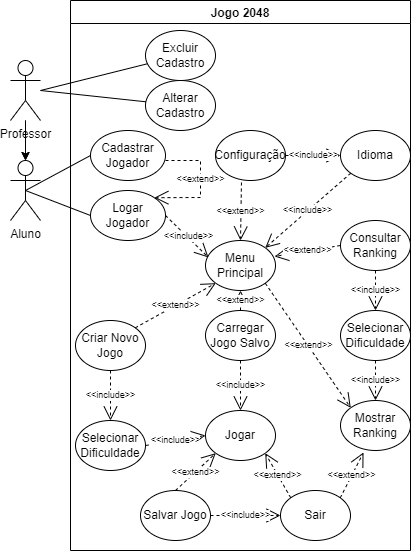 Jogo 2048
Excluir
Cadastro
Alterar
Cadastro
Professor
Cadastrar
Jogador
Configuração
<<include>>
Idioma
<<extend>>
Aluno
Logar
Jogador
<<include>>
<<extend>>
<<include>>
Consultar
Ranking
<<extend>>
Menu
Principal
<<include>>
<<extend>>
<<extend>>
Criar Novo
Jogo
Carregar
Jogo Salvo
<<extend>>
Selecionar
Dificuldade
<<include>>
<<include>>
<<include>>
Selecionar
Dificuldade
<<include>>
Jogar
Mostrar
Ranking
<<extend>>
<<extend>>
<<extend>>
Salvar Jogo
<<include>>
Sair